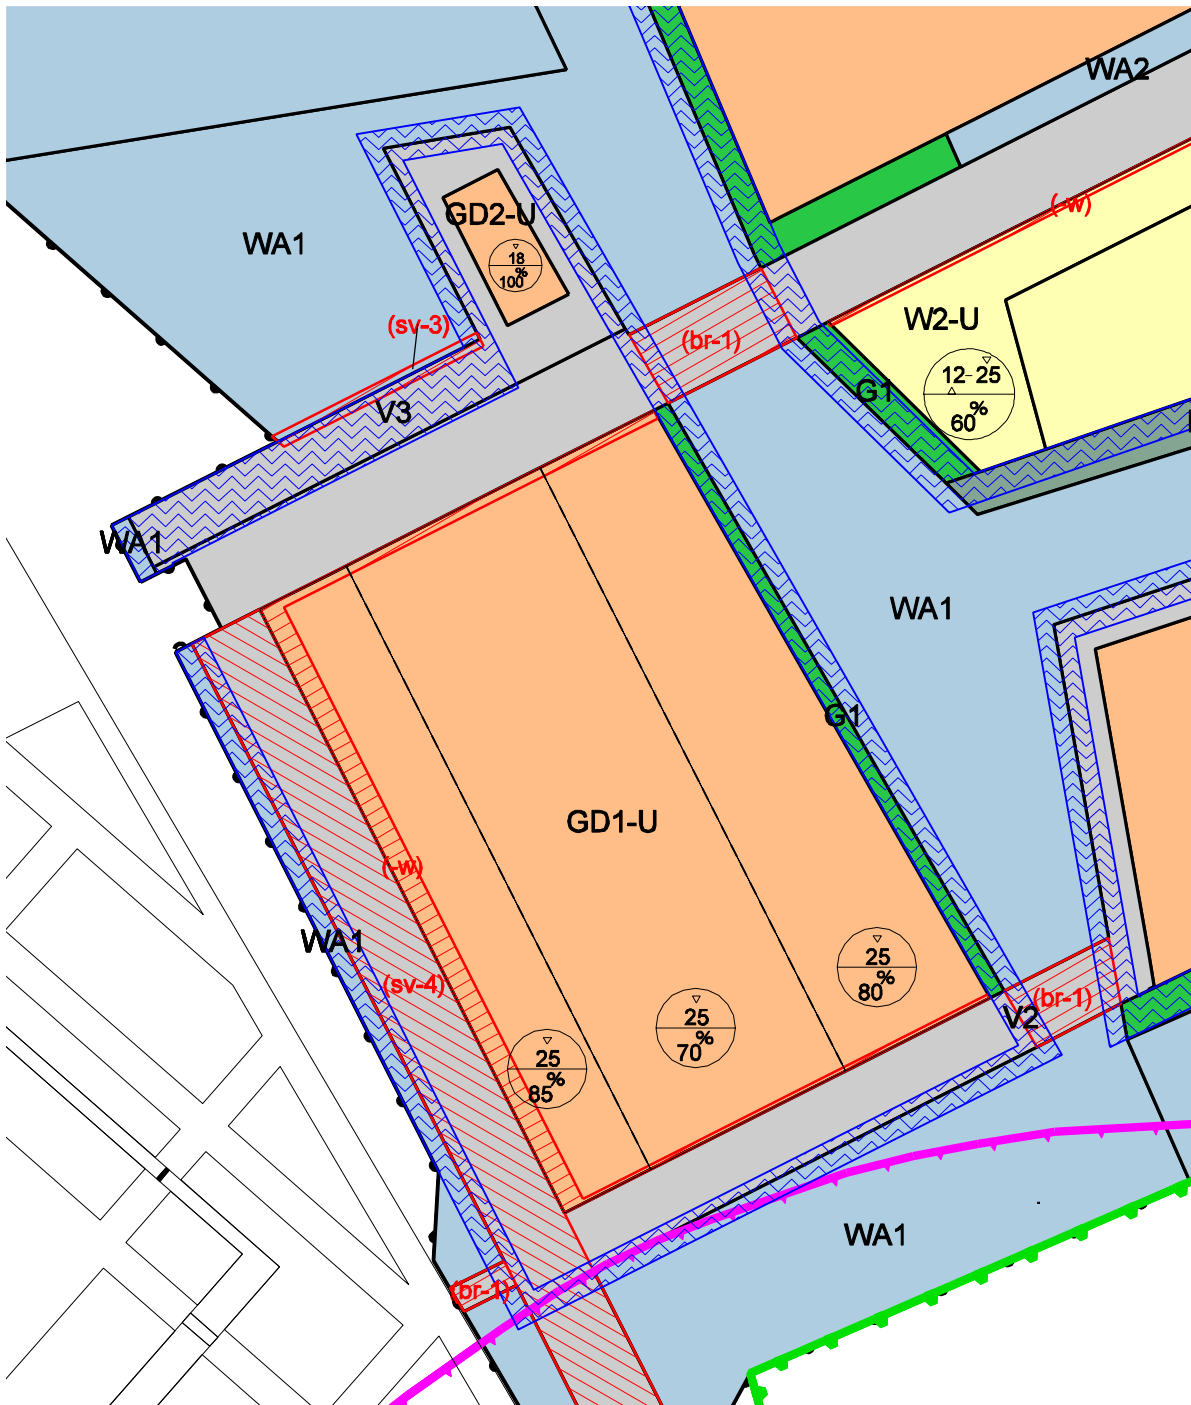 WA2
(-w)
GD2-U
WA1
18
%
100
(sv-3)
W2-U
(br-1)
12-25
%
60
G1
V3
WA1
WA1
G1
GD1-U
(-w)
WA1
25
%
80
(sv-4)
(br-1)
V2
25
%
70
25
%
85
WA1
(br-1)